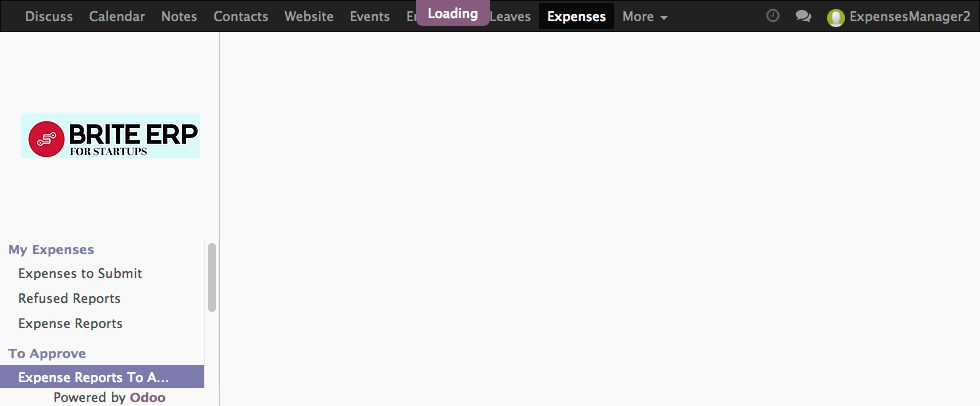 Discuss Calendar Notes Contacts Website Events Loading Leaves Expenses More ExpensesManager2
BRITE ERP
FOR STARTUPS
My Expenses
Expenses to Submit
Refused Reports
Expense Reports
To Approve
Expense Reports To A...
Powered by Odoo